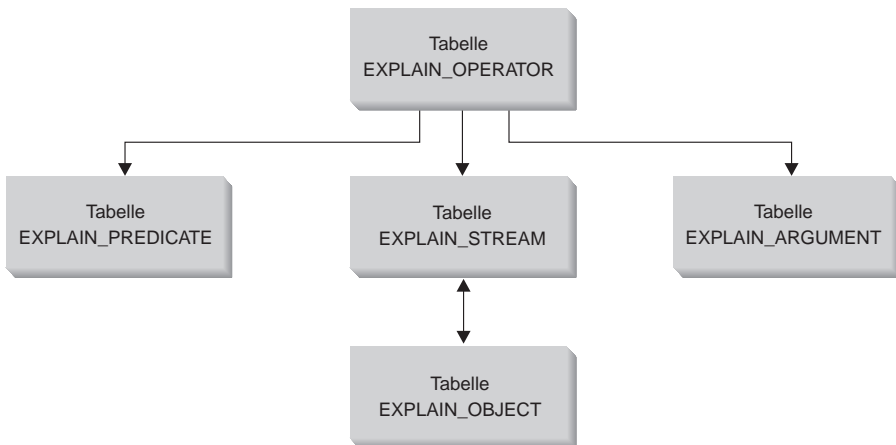 Tabelle
EXPLAIN_OPERATOR
Tabelle
EXPLAIN_PREDICATE
Tabelle
EXPLAIN_STREAM
Tabelle
EXPLAIN_ARGUMENT
Tabelle
EXPLAIN_OBJECT